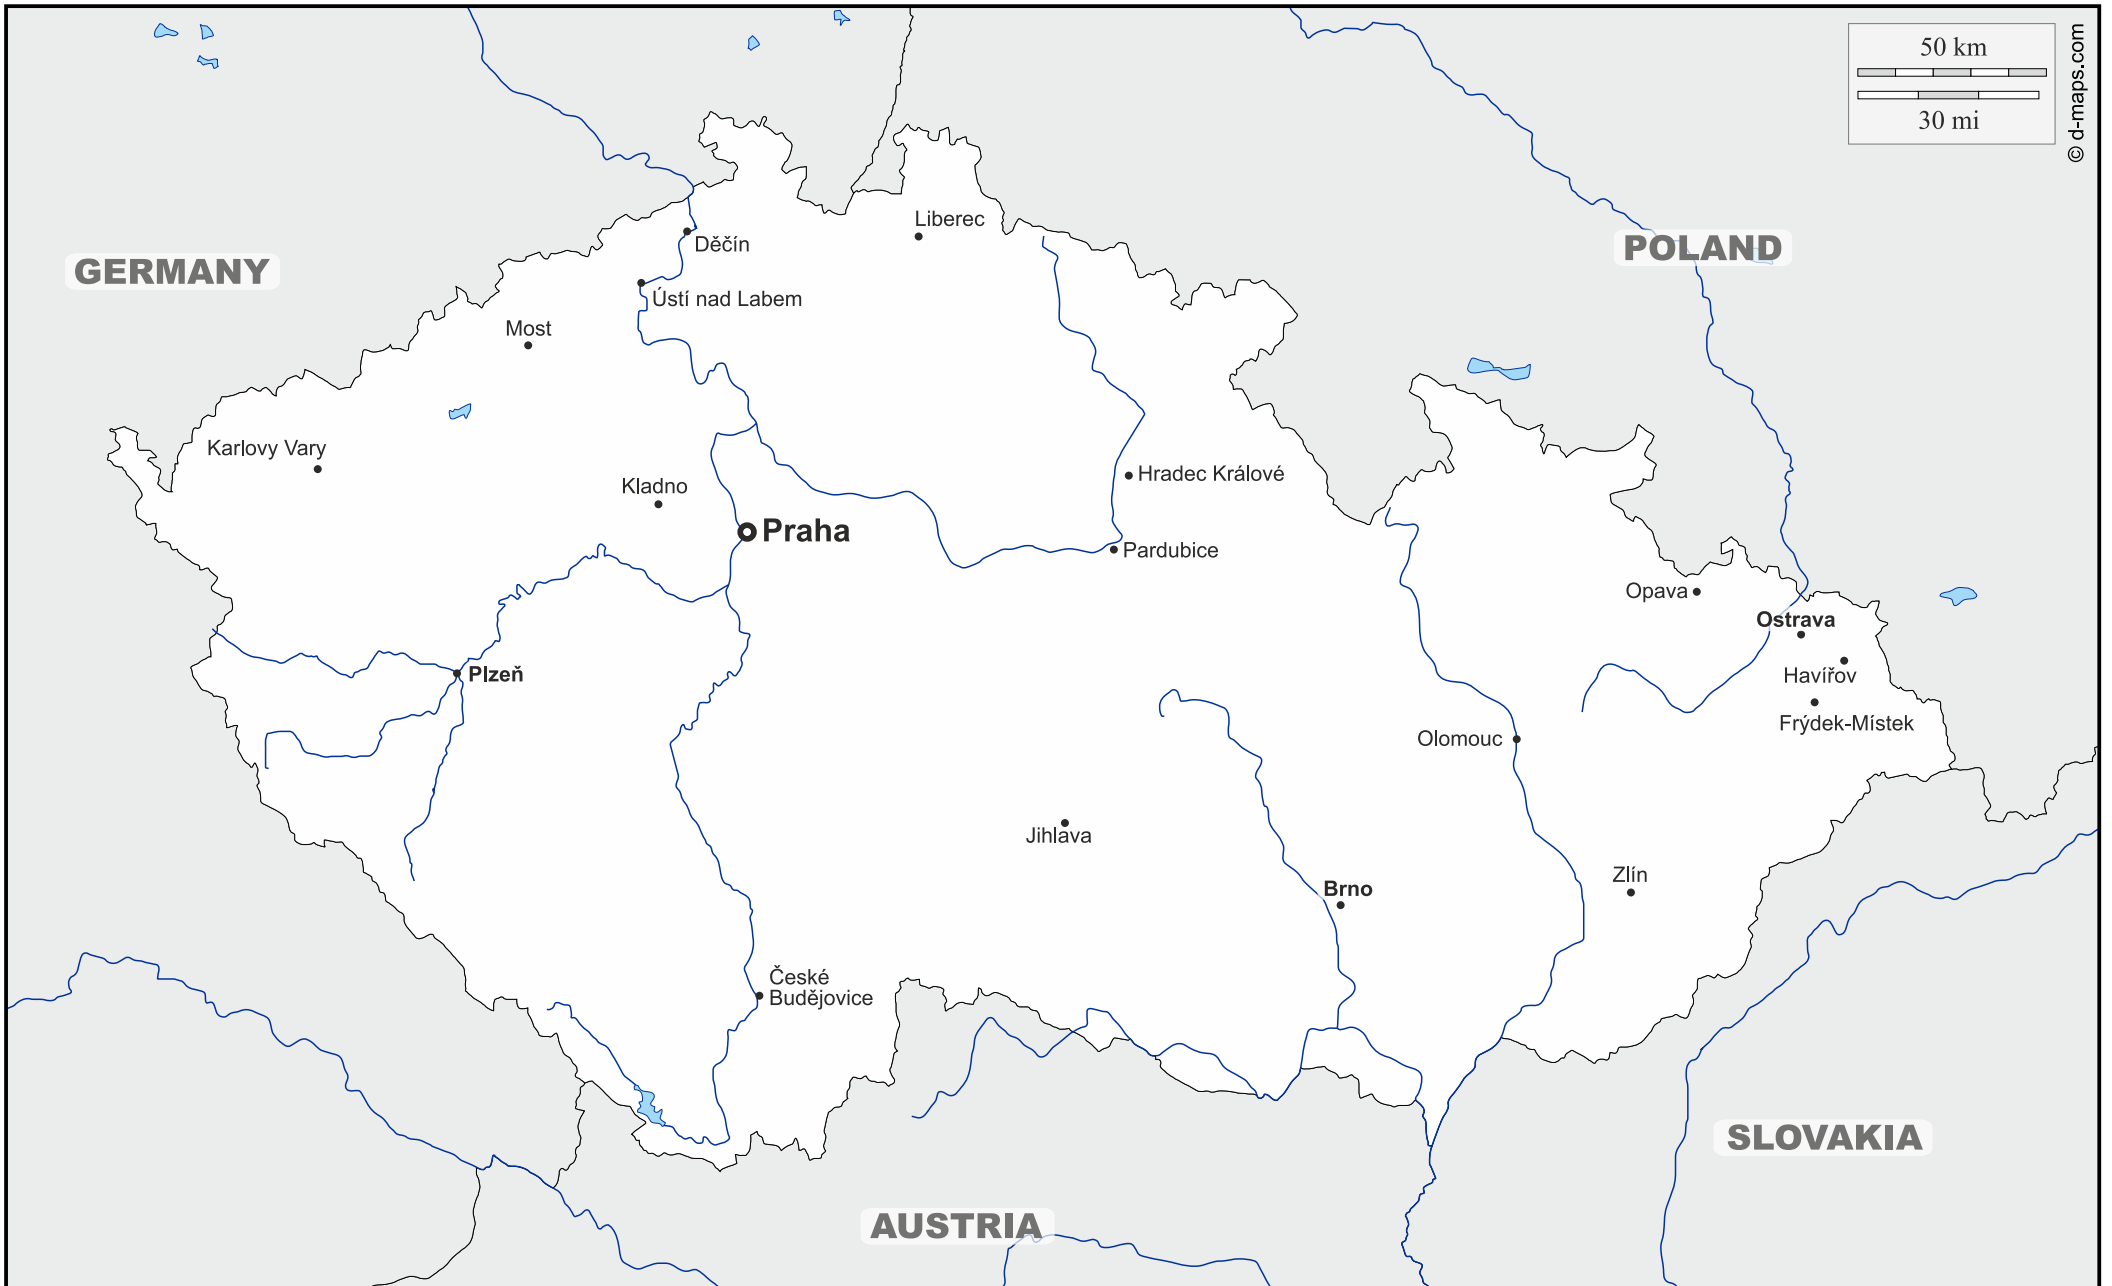 50 km
30 mi
© d-maps.com
Liberec
Děčín
POLAND
GERMANY
Ústí nad Labem
Most
Karlovy Vary
Hradec Králové
Kladno
Praha
Pardubice
Opava
Ostrava
Plzeň
Havířov
Frýdek-Místek
Olomouc
Jihlava
Zlín
Brno
České
Budějovice
SLOVAKIA
AUSTRIA